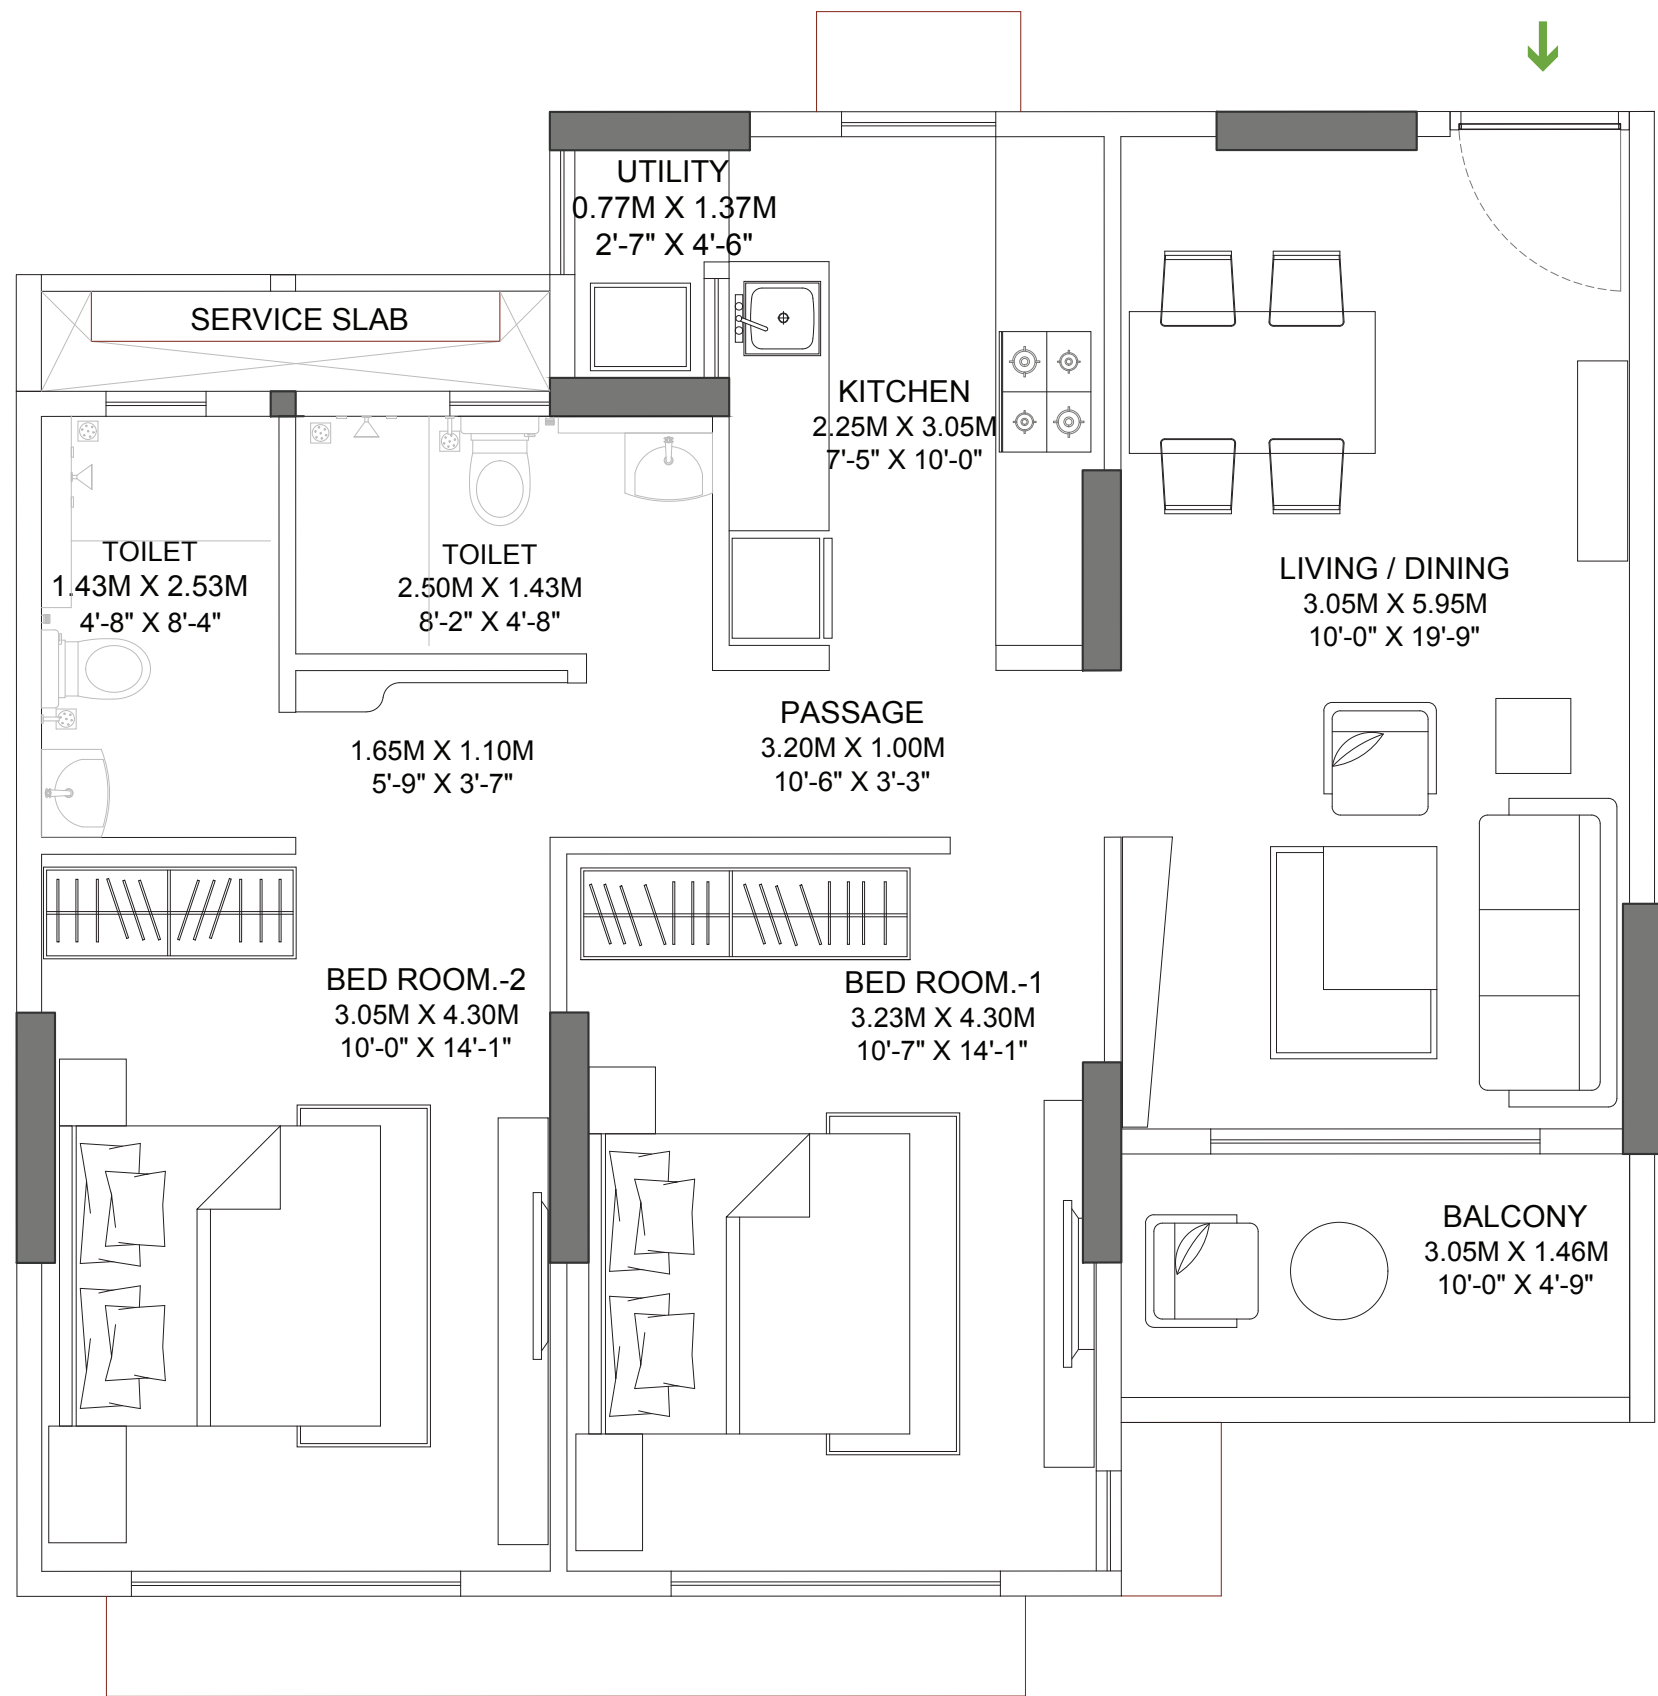 UTILITY
0.77M X 1.37M
2'-7" X 4'-6"
SERVICE SLAB
KITCHEN
2.25M X 3.05M
7'-5" X 10'-0"
TOILET
1.43M X 2.53M
4'-8" X 8'-4"
TOILET
2.50M X 1.43M
8'-2" X 4'-8"
LIVING / DINING
3.05M X 5.95M
10'-0" X 19'-9"
PASSAGE
3.20M X 1.00M
10'-6" X 3'-3"
1.65M X 1.10M
5'-9" X 3'-7"
BED ROOM.-2
3.05M X 4.30M
10'-0" X 14'-1"
BED ROOM.-1
3.23M X 4.30M
10'-7" X 14'-1"
BALCONY
3.05M X 1.46M
10'-0" X 4'-9"